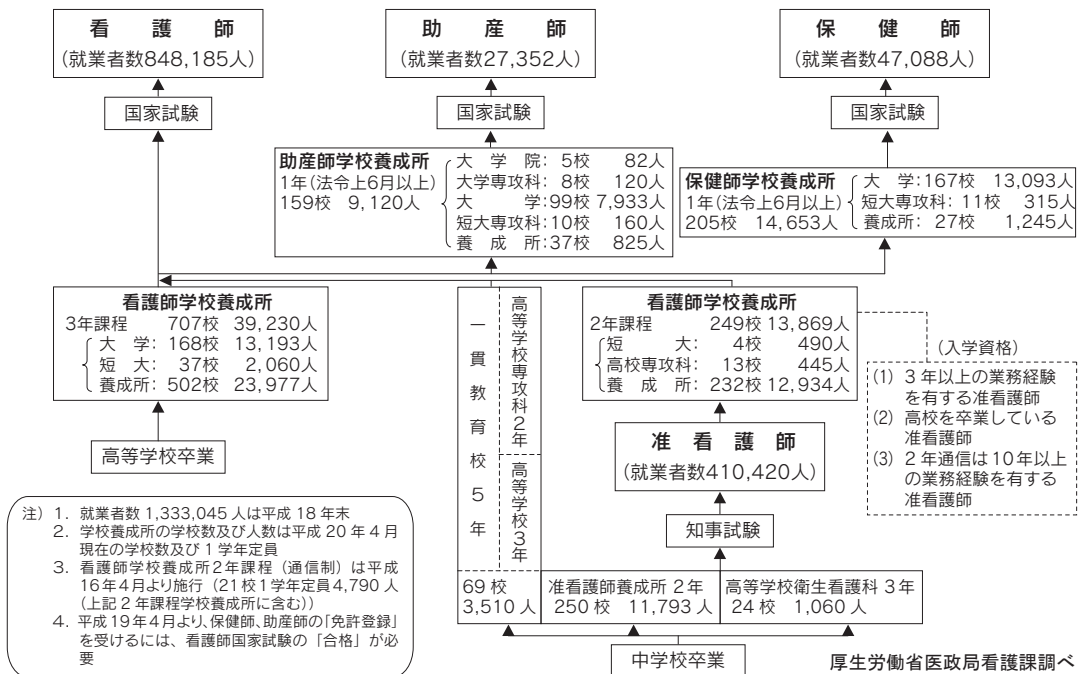 看護師
(就業者数848,185人)
助産師
(就業者数27,352人)
保健師
(就業者数47,088人)
国家試験
国家試験
国家試験
助産師学校養成所
1年(法令上6月以上)
159校 9,120人
大学院: 5校 82人
大学専攻科: 8校 120人
大学: 99校 7,933人
短大専攻科: 10校 160人
養成所: 37校 825人
保健師学校養成所
1年(法令上6月以上)
205校 14,653人
大学: 167校 13,093人
短大専攻科: 11校 315人
養成所: 27校 1,245人
看護師学校養成所
3年課程 707校 39,230人
大学: 168校 13,193人
短大: 37校 2,060人
養成所: 502校 23,977人
高等学校卒業
一貫教育校5年
高等学校専攻科2年
高等学校3年
69校
3,510人
看護師学校養成所
2年課程 249校 13,869人
短大: 4校 490人
高校専攻科: 13校 445人
養成所: 232校 12,934人
(入学資格)
(1) 3年以上の業務経験
を有する准看護師
(2) 高校を卒業している
准看護師
(3) 2年通信は10年以上
の業務経験を有する
准看護師
准看護師
(就業者数410,420人)
知事試験
准看護師養成所 2年
250校 11,793人
高等学校衛生看護科 3年
24校 1,060人
中学校卒業
注) 1. 就業者数 1,333,045 人は平成 18 年末
2. 学校養成所の学校数及び人数は平成 20 年 4 月
現在の学校数及び 1 学年定員
3. 看護師学校養成所2年課程(通信制)は平成
16年4月より施行(21校1学年定員4,790人
(上記2年課程学校養成所に含む))
4. 平成19年4月より、保健師、助産師の「免許登録」
を受けるには、看護師国家試験の「合格」が必
要
厚生労働省医政局看護課調べ